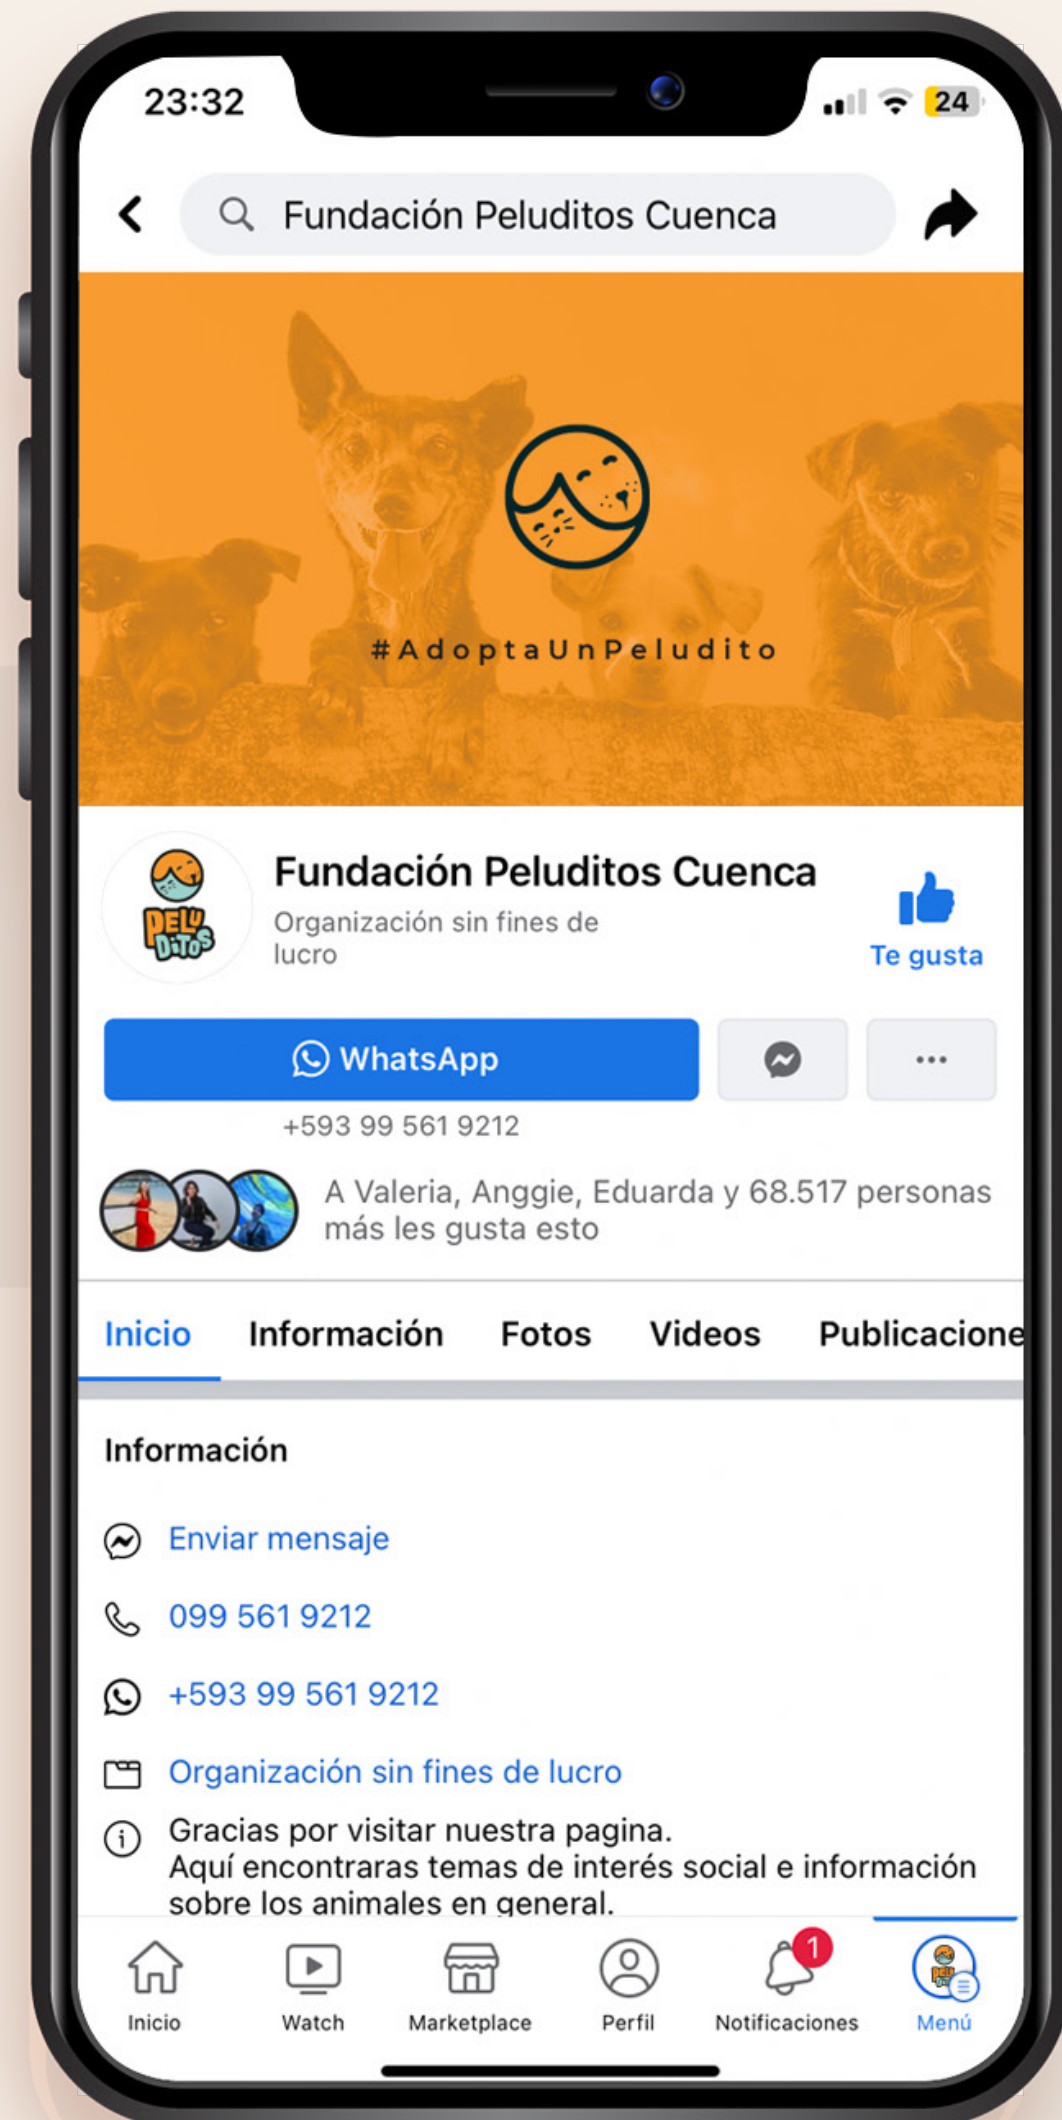 23:32
24
Fundación Peluditos Cuenca
#AdoptaUnPeludito
PELU
DiTOS
Fundación Peluditos Cuenca
Organización sin fines de
lucro
Te gusta
WhatsApp
+593 99 561 9212
A Valeria, Anggie, Eduarda y 68.517 personas
más les gusta esto
Inicio Información Fotos Videos Publicacione
Información
Enviar mensaje
099 561 9212
+593 99 561 9212
Organización sin fines de lucro
Gracias por visitar nuestra pagina.
Aquí encontraras temas de interés social e información
sobre los animales en general.
1
Inicio Watch Marketplace Perfil Notificaciones Menú